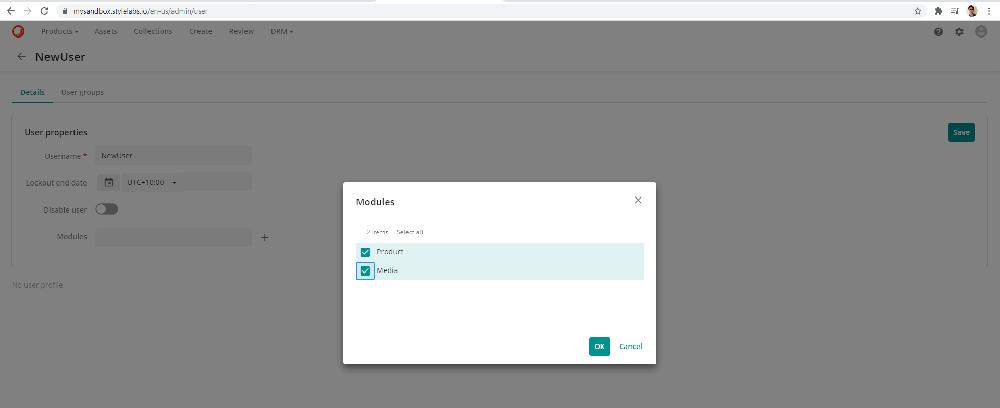 mysandbox.stylelabs.io/en-us/admin/user
Products Assets Collections Create Review DRM
NewUser
Details User groups
User properties
Save
Username * NewUser
Lockout end date UTC+10:00
Disable user
Modules
No user profile
Modules
2 items Select all
Product
Media
OK Cancel